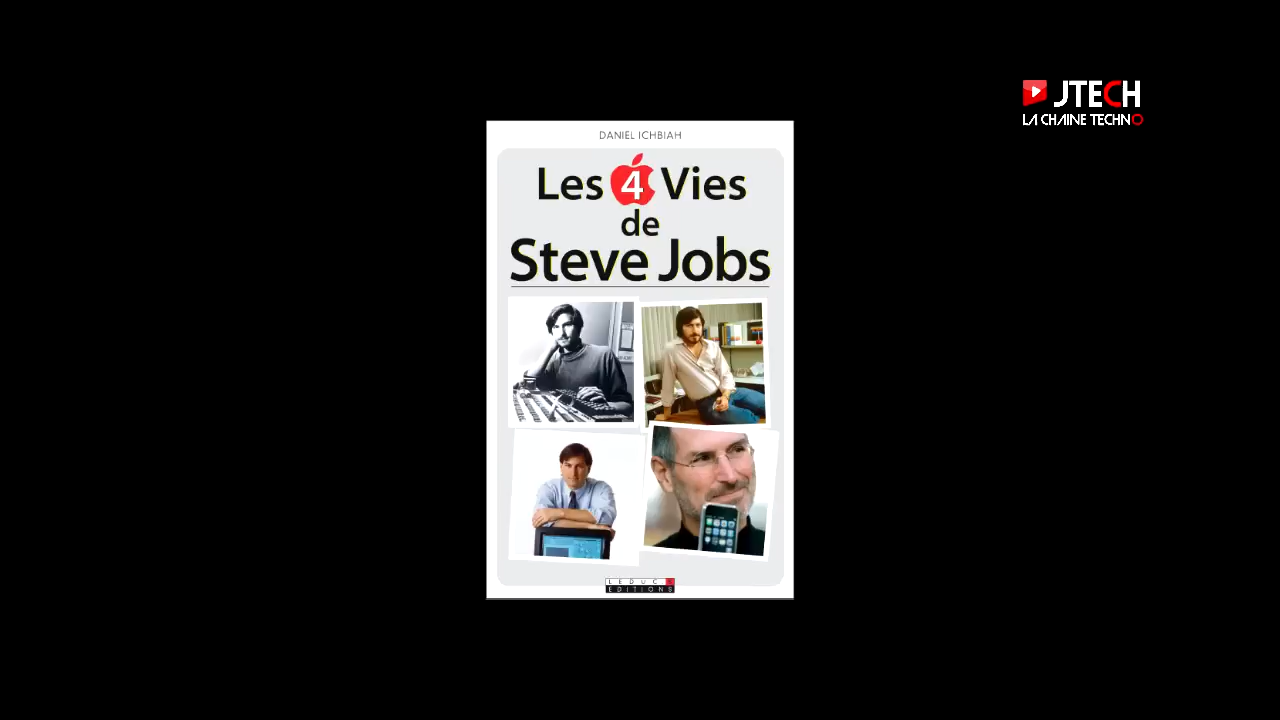 JTECH
LA CHAINE TECHNO
DANIEL ICHBIAH
Les 4 Vies
de
Steve Jobs
LEDUC.S
EDITIONS